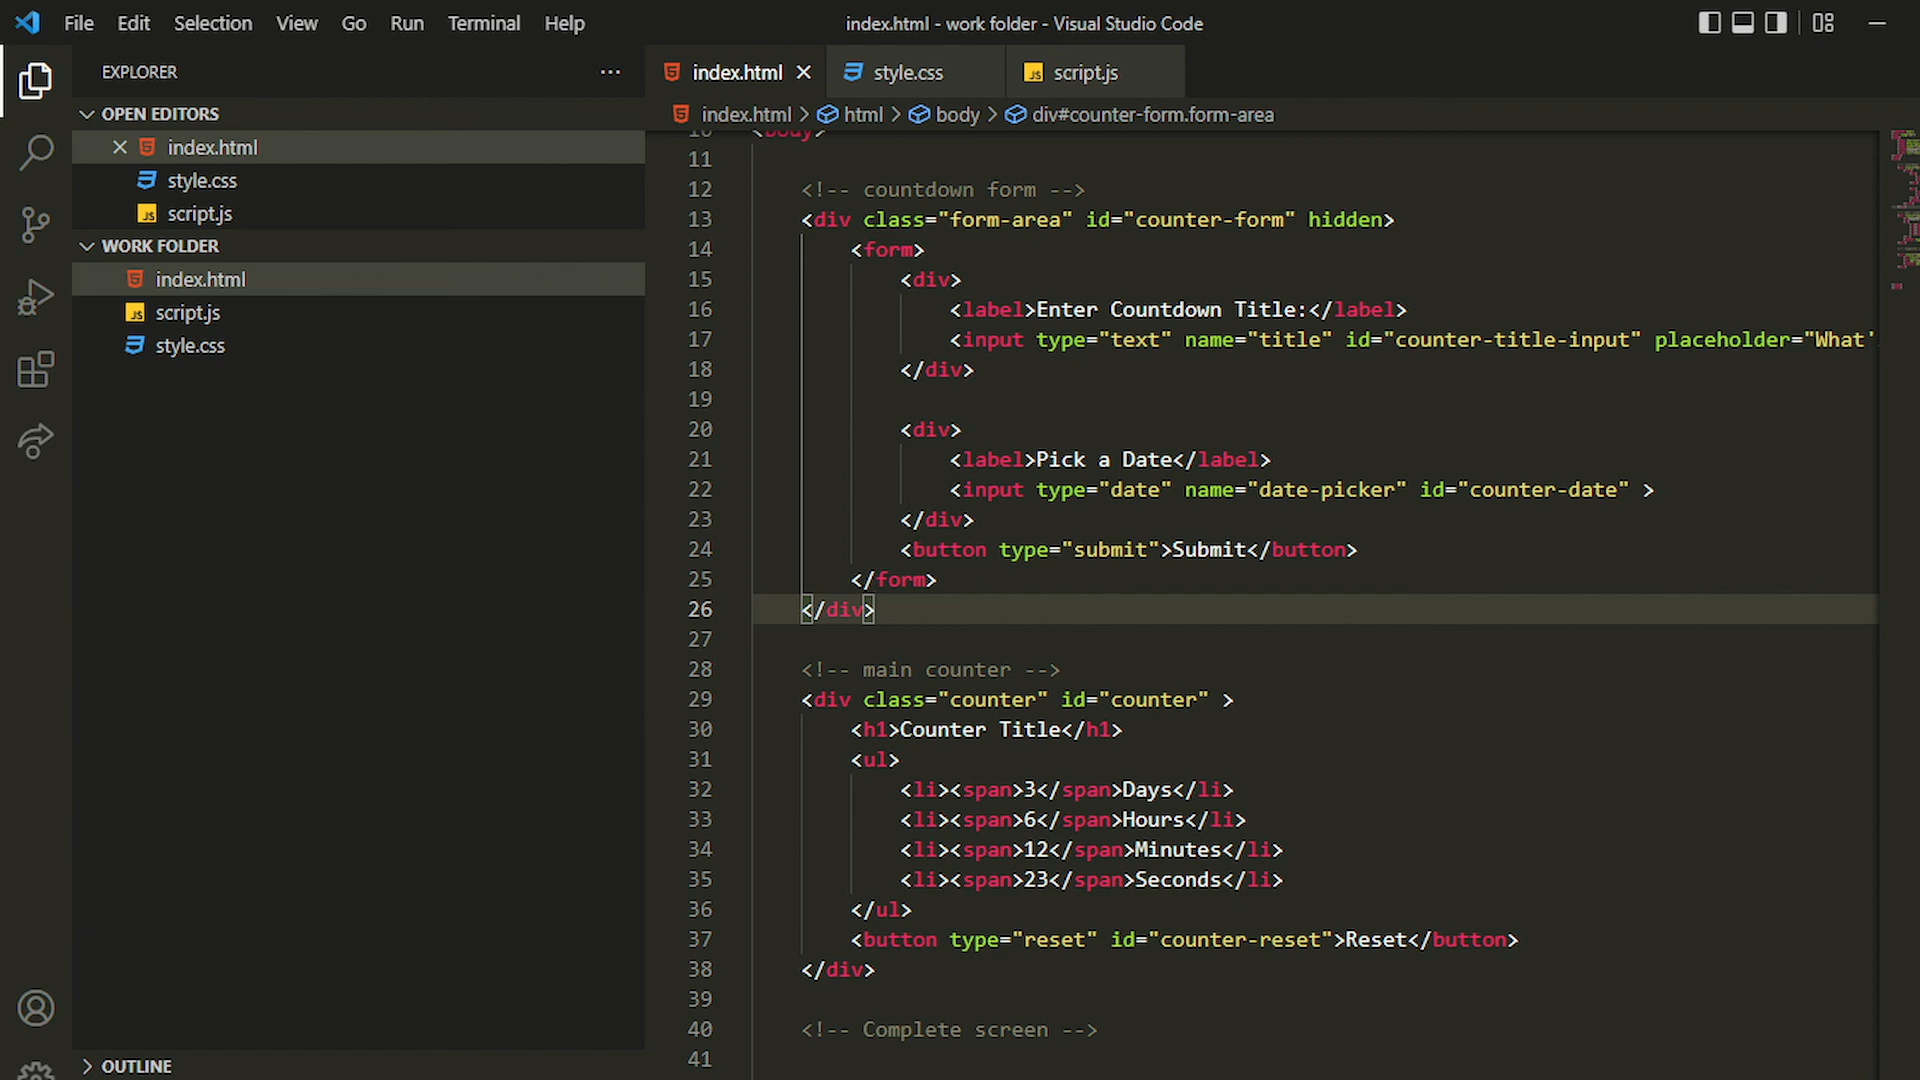 File Edit Selection View Go Run Terminal Help
index.html - work folder - Visual Studio Code
EXPLORER
OPEN EDITORS
index.html
style.css
script.js
WORK FOLDER
index.html
script.js
style.css
OUTLINE
index.html style.css script.js
index.html > html > body > div#counter-form.form-area
10 <body>
11
12 <!-- countdown form -->
13 <div class="form-area" id="counter-form" hidden>
14 <form>
15 <div>
16 <label>Enter Countdown Title:</label>
17 <input type="text" name="title" id="counter-title-input" placeholder="What'
18 </div>
19
20 <div>
21 <label>Pick a Date</label>
22 <input type="date" name="date-picker" id="counter-date" >
23 </div>
24 <button type="submit">Submit</button>
25 </form>
26 </div>
27
28 <!-- main counter -->
29 <div class="counter" id="counter" >
30 <h1>Counter Title</h1>
31 <ul>
32 <li><span>3</span>Days</li>
33 <li><span>6</span>Hours</li>
34 <li><span>12</span>Minutes</li>
35 <li><span>23</span>Seconds</li>
36 </ul>
37 <button type="reset" id="counter-reset">Reset</button>
38 </div>
39
40 <!-- Complete screen -->
41